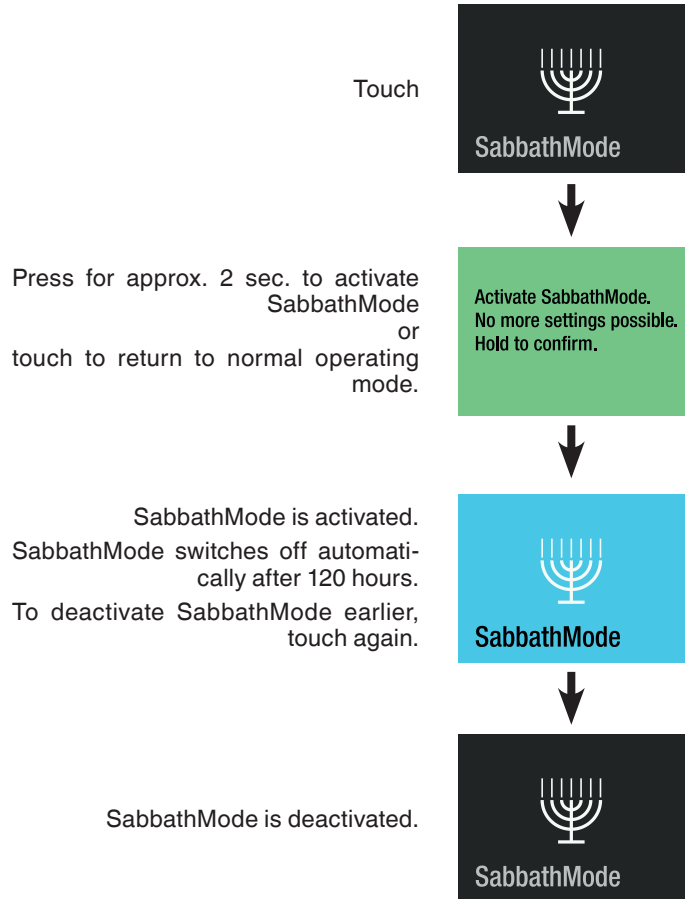 Touch
SabbathMode
Press for approx. 2 sec. to activate
SabbathMode
or
touch to return to normal operating
mode.
Activate SabbathMode.
No more settings possible.
Hold to confirm.
SabbathMode is activated.
SabbathMode switches off automati-
cally after 120 hours.
To deactivate SabbathMode earlier,
touch again.
SabbathMode
SabbathMode is deactivated.
SabbathMode